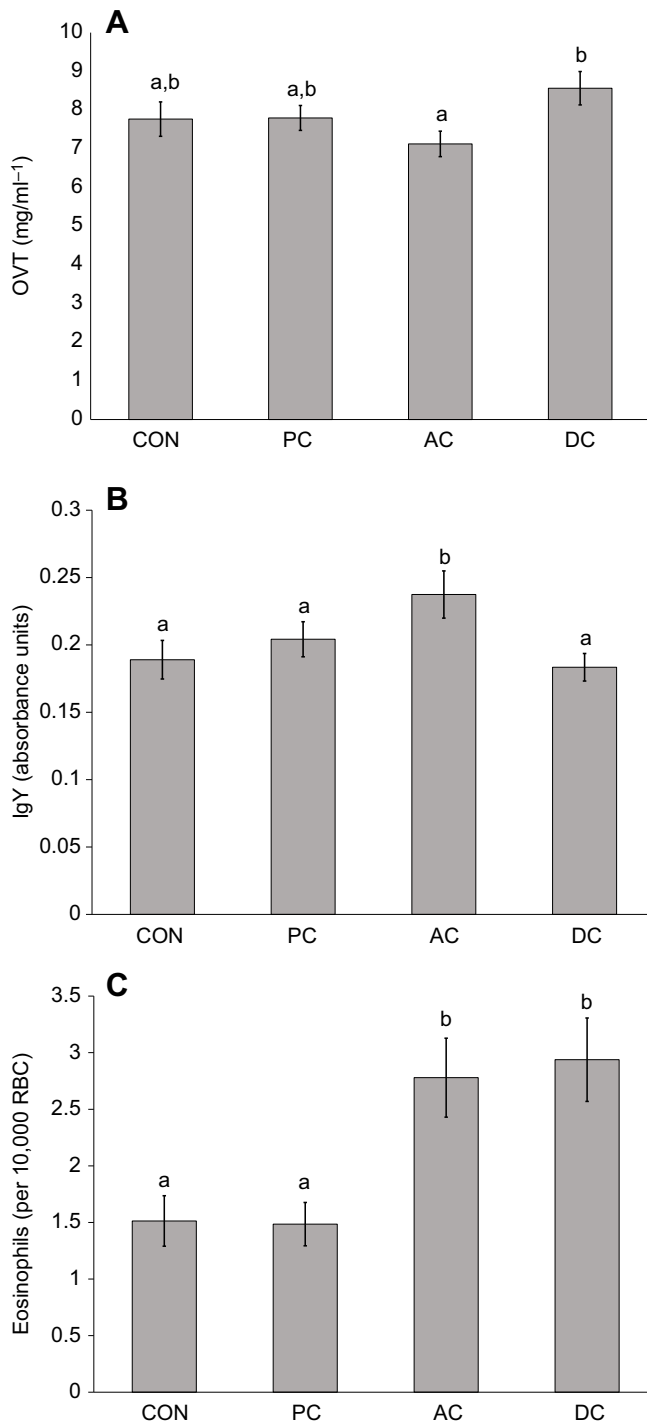 A
OVT (mg/ml⁻¹)
10
9
8
7
6
5
4
3
2
1
0
a,b
a,b
a
b
CON PC AC DC
B
IgY (absorbance units)
0.3
0.25
0.2
0.15
0.1
0.05
0
a
a
b
a
CON PC AC DC
C
Eosinophils (per 10,000 RBC)
3.5
3
2.5
2
1.5
1
0.5
0
a
a
b
b
CON PC AC DC